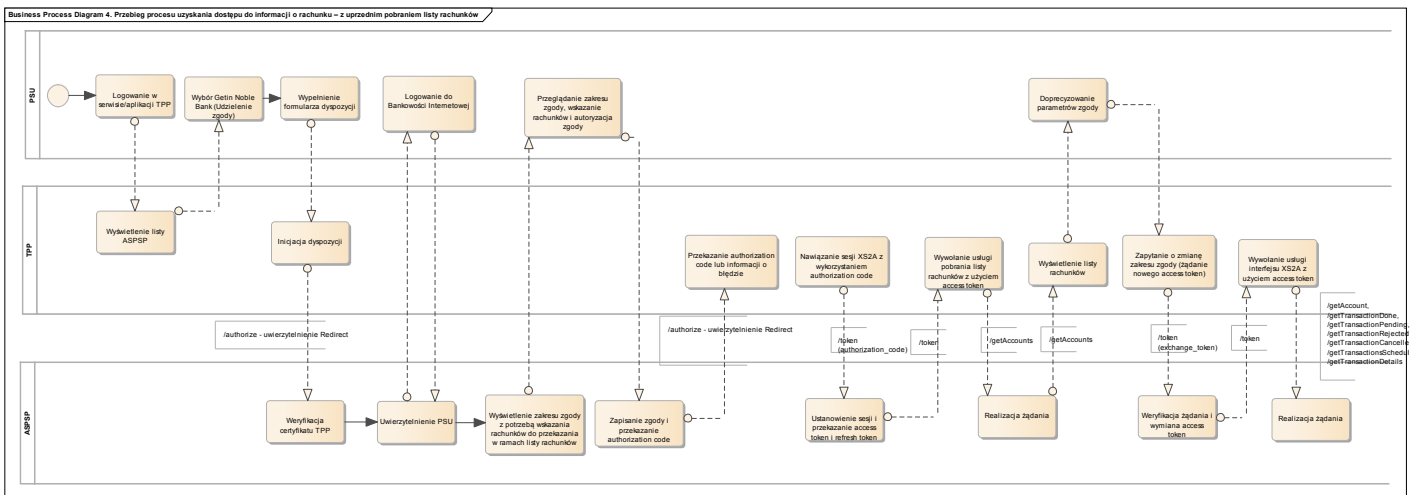 Business Process Diagram 4. Przebieg procesu uzyskania dostępu do informacji o rachunku – z uprzednim pobraniem listy rachunków
PSU
Logowanie w
serwisie/aplikacji TPP
Wybór Getin Noble
Bank (Udzielenie
zgody)
Wypełnienie
formularza dyspozycji
Logowanie do
Bankowości Internetowej
Przeglądanie zakresu
zgody, wskazanie
rachunków i autoryzacja
zgody
Doprecyzowanie
parametrów zgody
TPP
Wyświetlenie listy
ASPSP
Inicjacja dyspozycji
Przekazanie authorization
code lub informacji o
błędzie
Nawiązanie sesji XS2A z
wykorzystaniem
authorization code
Wywołanie usługi
pobrania listy
rachunków z użyciem
access token
Wyświetlenie listy
rachunków
Zapytanie o zmianę
zakresu zgody (żądanie
nowego access token)
Wywołanie usługi
interfejsu XS2A z
użyciem access token
/authorize - uwierzytelnienie Redirect
/authorize - uwierzytelnienie Redirect
/token
(authorization_code)
/token
/getAccounts
/getAccounts
/token
(exchange_token)
/token
/getAccount,
/getTransactionDone,
/getTransactionPending,
/getTransactionRejected
/getTransactionCancelle
/getTransactionsSchedul
/getTransactionDetails
ASPSP
Weryfikacja
certyfikatu TPP
Uwierzytelnienie PSU
Wyświetlenie zakresu zgody
z potrzebą wskazania
rachunków do przekazania
w ramach listy rachunków
Zapisanie zgody i
przekazanie
authorization code
Ustanowienie sesji i
przekazanie access
token i refresh token
Realizacja żądania
Weryfikacja żądania i
wymiana access
token
Realizacja żądania